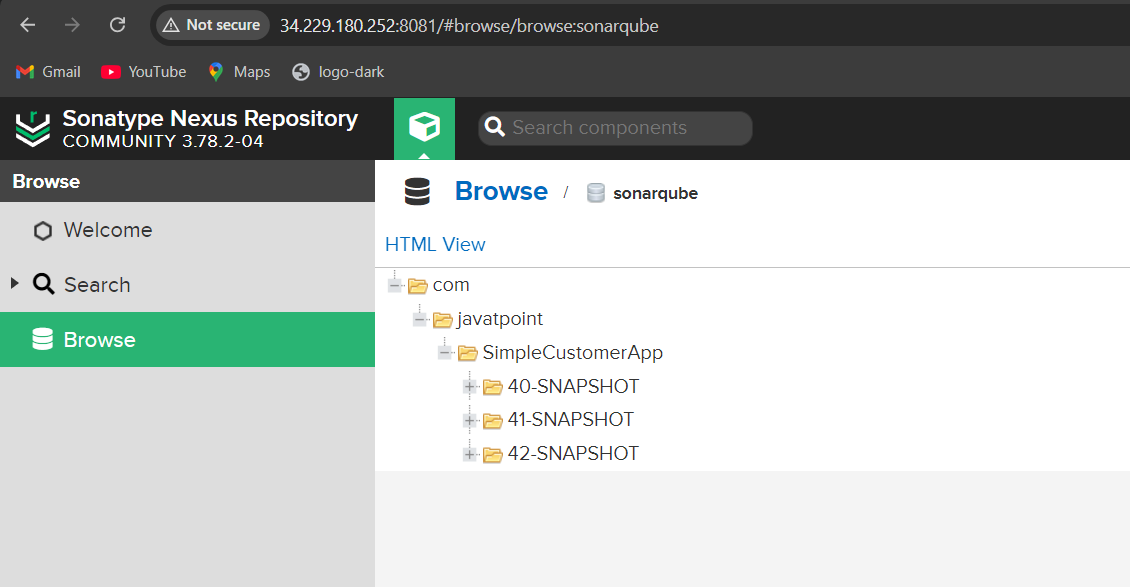 Not secure 34.229.180.252:8081/#browse/browse:sonarqube
Gmail YouTube Maps logo-dark
Sonatype Nexus Repository
COMMUNITY 3.78.2-04
Search components
Browse
Welcome
Search
Browse
Browse / sonarqube
HTML View
com
javatpoint
SimpleCustomerApp
40-SNAPSHOT
41-SNAPSHOT
42-SNAPSHOT